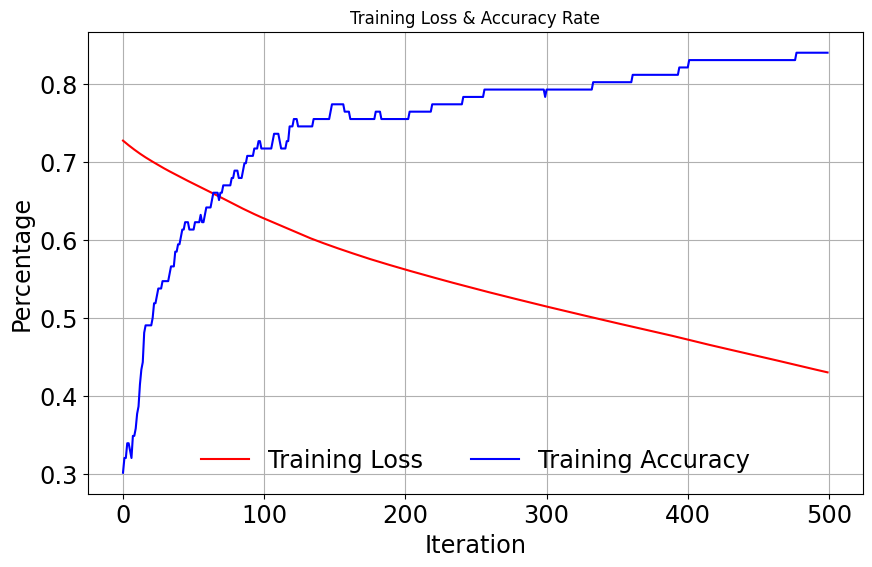 Training Loss & Accuracy Rate
Percentage
0.8
0.7
0.6
0.5
0.4
0.3
Training Loss Training Accuracy
0 100 200 300 400 500
Iteration